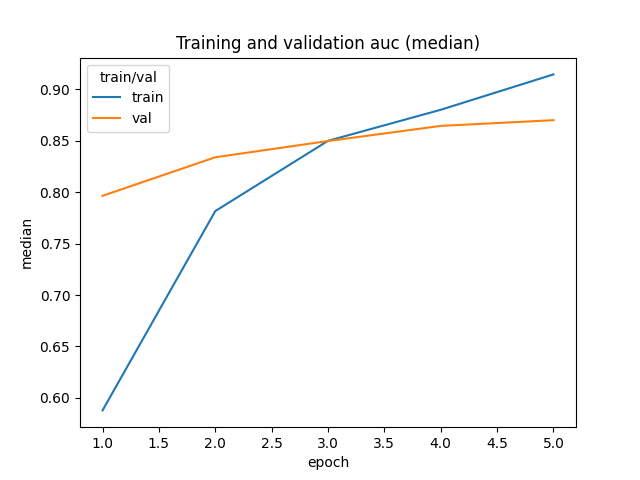 Training and validation auc (median)
train/val
train
val
0.90
0.85
0.80
0.75
0.70
0.65
0.60
median
1.0 1.5 2.0 2.5 3.0 3.5 4.0 4.5 5.0
epoch